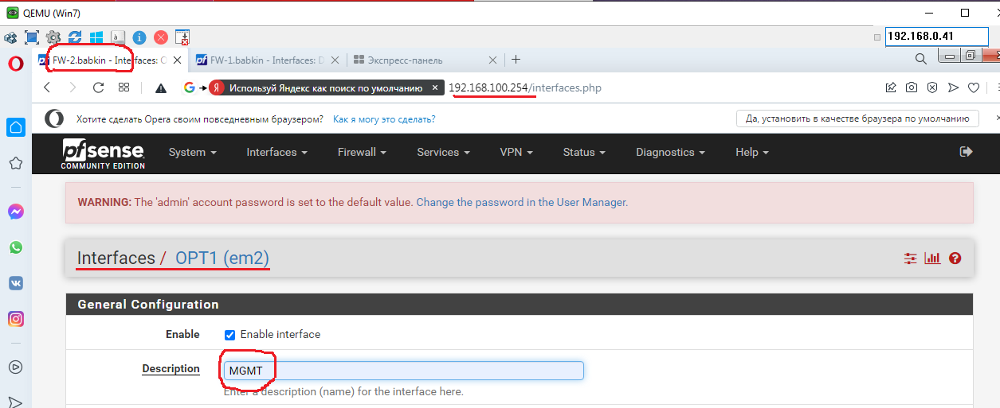 QEMU (Win7)
192.168.0.41
FW-2.babkin - Interfaces: O
FW-1.babkin - Interfaces: D
Экспресс-панель
Используй Яндекс как поиск по умолчанию
192.168.100.254/interfaces.php
Хотите сделать Opera своим повседневным браузером? Как я могу это сделать?
Да, установить в качестве браузера по умолчанию
pfsense
COMMUNITY EDITION
System
Interfaces
Firewall
Services
VPN
Status
Diagnostics
Help
WARNING: The 'admin' account password is set to the default value. Change the password in the User Manager.
Interfaces / OPT1 (em2)
General Configuration
Enable
Enable interface
Description
MGMT
Enter a description (name) for the interface here.